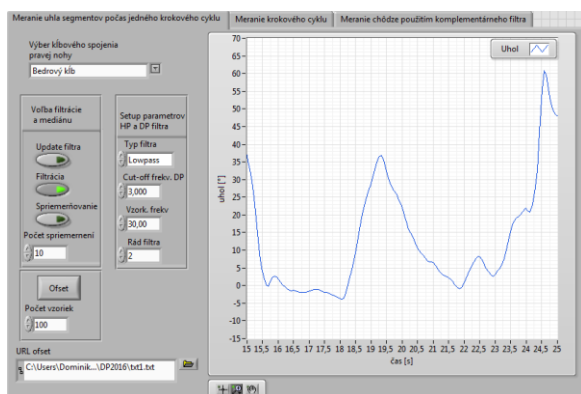 Meranie uhla segmentov počas jedného krokového cyklu
Meranie krokového cyklu
Meranie chôdze použitím komplementárneho filtra
Výber kĺbového spojenia
pravej nohy
Bedrový kĺb
Voľba filtrácie
a mediánu
Update filtra
Filtrácia
Spriemerňovanie
Počet spriemernení
10
Ofset
Počet vzoriek
100
URL ofset
C:\Users\Dominik...\DP2016\txt1.txt
Setup parametrov
HP a DP filtra
Typ filtra
Lowpass
Cut-off frekv. DP
3,000
Vzork. frekv
30,00
Rád filtra
2
Uhol
uhol [°]
70
65
60
55
50
45
40
35
30
25
20
15
10
5
0
-5
-10
-15
15 15,5 16 16,5 17 17,5 18 18,5 19 19,5 20 20,5 21 21,5 22 22,5 23 23,5 24 24,5 25
čas [s]